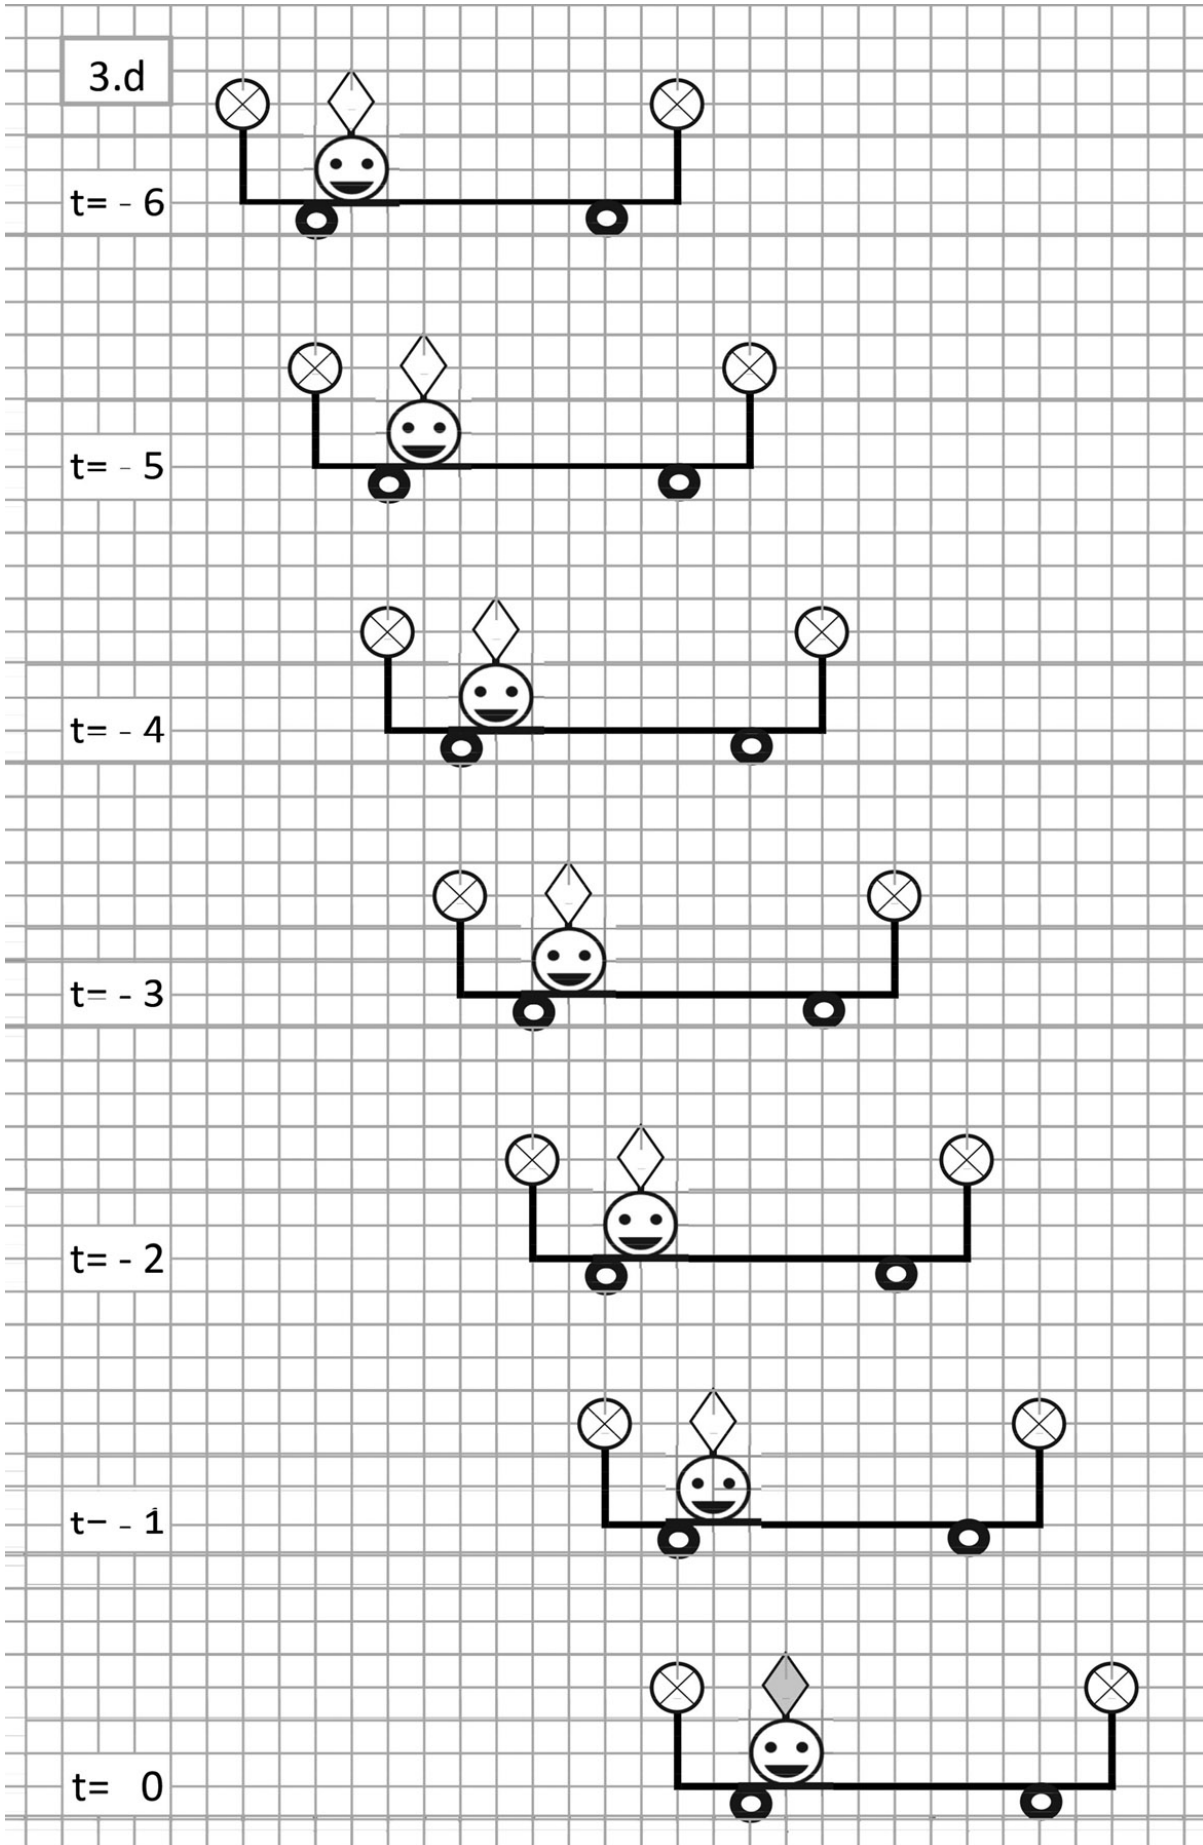 3.d
t= - 6
t= - 5
t= - 4
t= - 3
t= - 2
t− - 1
t= 0